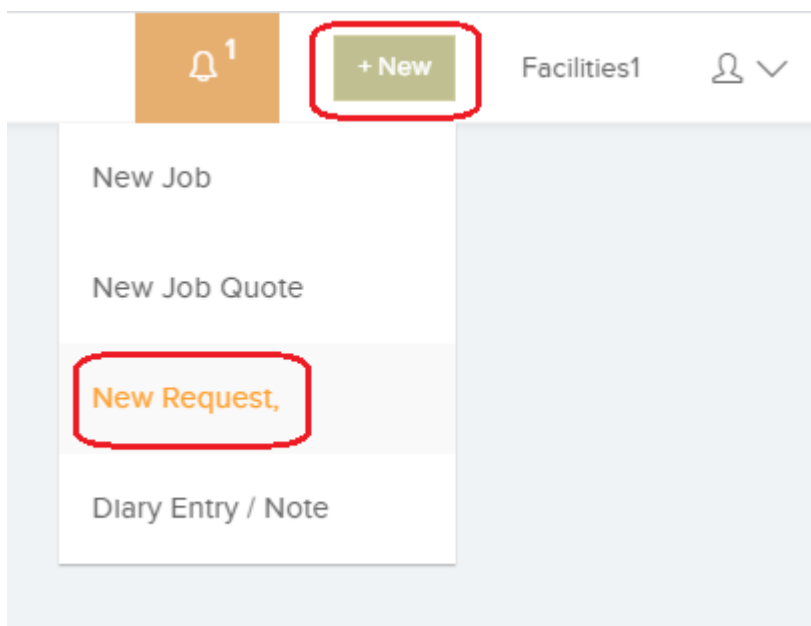 1
+ New
Facilities1
New Job
New Job Quote
New Request,
Diary Entry / Note